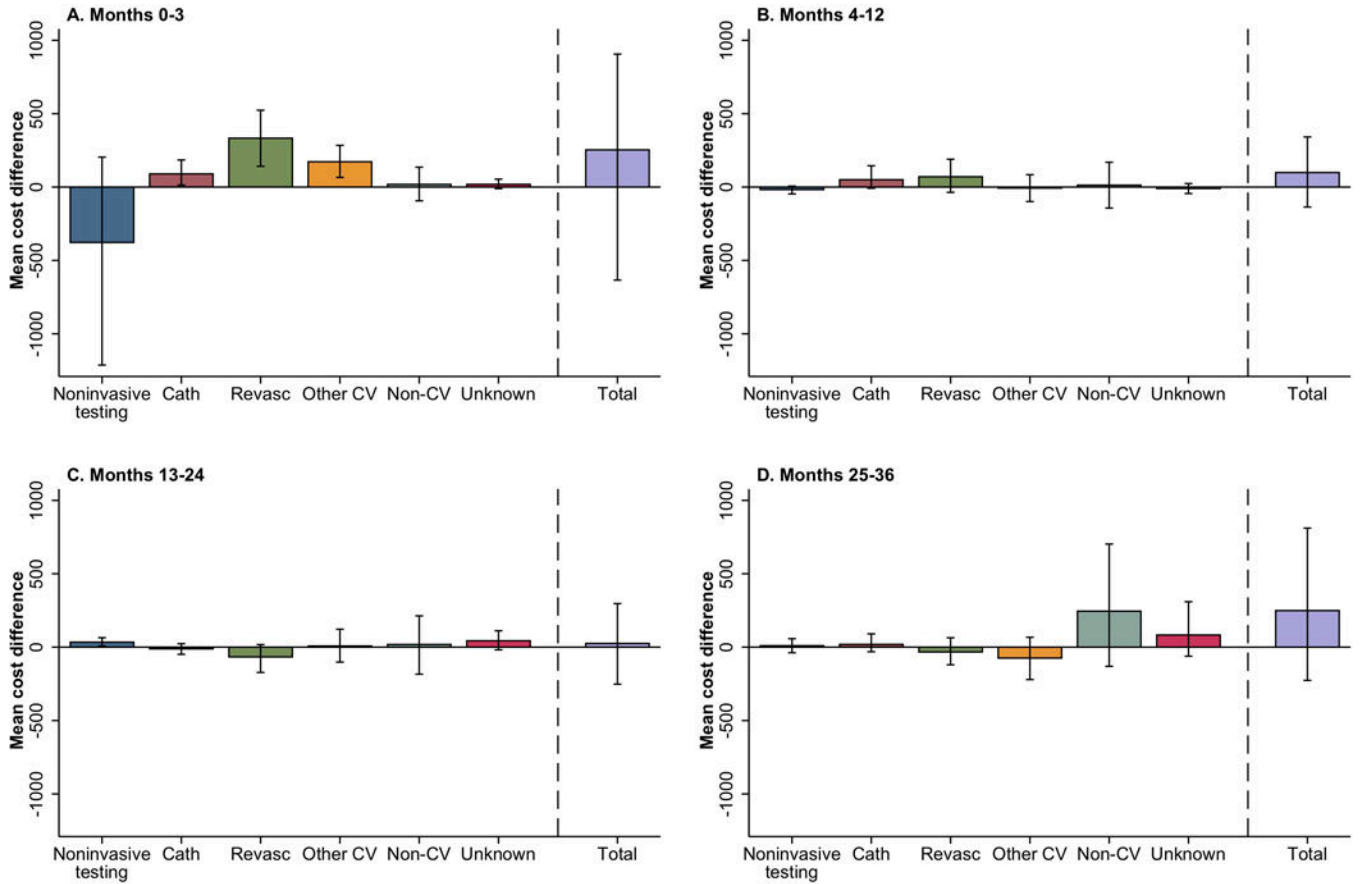 A. Months 0-3
Mean cost difference
1000
500
0
-500
-1000
Noninvasive testing
Cath
Revasc
Other CV
Non-CV
Unknown
Total
B. Months 4-12
Mean cost difference
1000
500
0
-500
-1000
Noninvasive testing
Cath
Revasc
Other CV
Non-CV
Unknown
Total
C. Months 13-24
Mean cost difference
1000
500
0
-500
-1000
Noninvasive testing
Cath
Revasc
Other CV
Non-CV
Unknown
Total
D. Months 25-36
Mean cost difference
1000
500
0
-500
-1000
Noninvasive testing
Cath
Revasc
Other CV
Non-CV
Unknown
Total